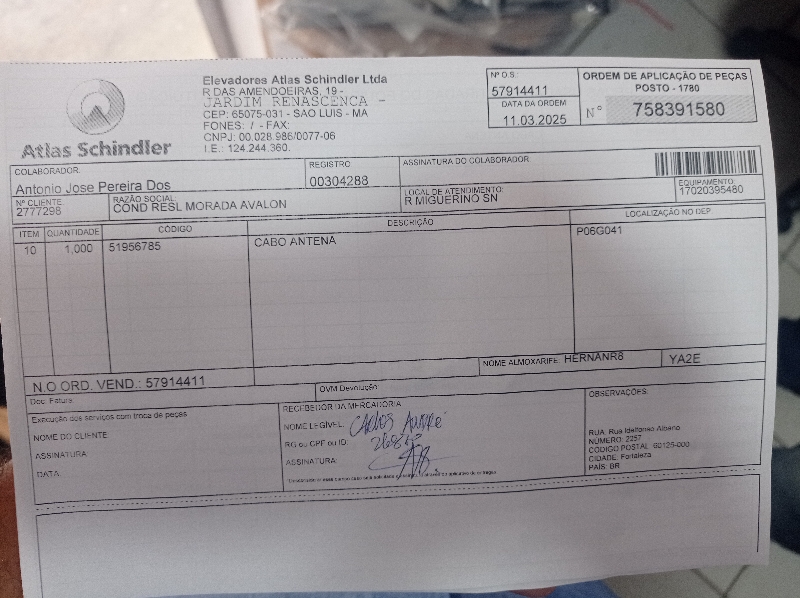 Atlas Schindler
Elevadores Atlas Schindler Ltda
R DAS AMENDOEIRAS, 19 -
JARDIM RENASCENCA -
CEP: 65075-031 - SAO LUIS - MA
FONES: / - FAX:
CNPJ: 00.028.986/0077-06
I.E.: 124.244.360.
Nº O.S.:
57914411
DATA DA ORDEM
11.03.2025
ORDEM DE APLICAÇÃO DE PEÇAS
POSTO - 1780
Nº 758391580
COLABORADOR:
Antonio Jose Pereira Dos
REGISTRO
00304288
ASSINATURA DO COLABORADOR
Nº CLIENTE:
2777298
RAZÃO SOCIAL:
COND RESL MORADA AVALON
LOCAL DE ATENDIMENTO:
R MIGUERINO SN
EQUIPAMENTO:
17020395480
ITEM QUANTIDADE CÓDIGO DESCRIÇÃO LOCALIZAÇÃO NO DEP
10 1,000 51956785 CABO ANTENA P06G041
NOME ALMOXARIFE: HERNANR8 YA2E
N.O ORD. VEND.: 57914411
Doc. Fatura: OVM Devolução
Execução dos serviços com troca de peças
NOME DO CLIENTE:
ASSINATURA:
DATA:
RECEBEDOR DA MERCADORIA
NOME LEGÍVEL: CARLOS André
RG ou CPF ou ID:
ASSINATURA:
OBSERVAÇÕES:
RUA: Rua Idelfonso Albano
NÚMERO: 2257
CÓDIGO POSTAL: 60125-000
CIDADE: Fortaleza
PAÍS: BR